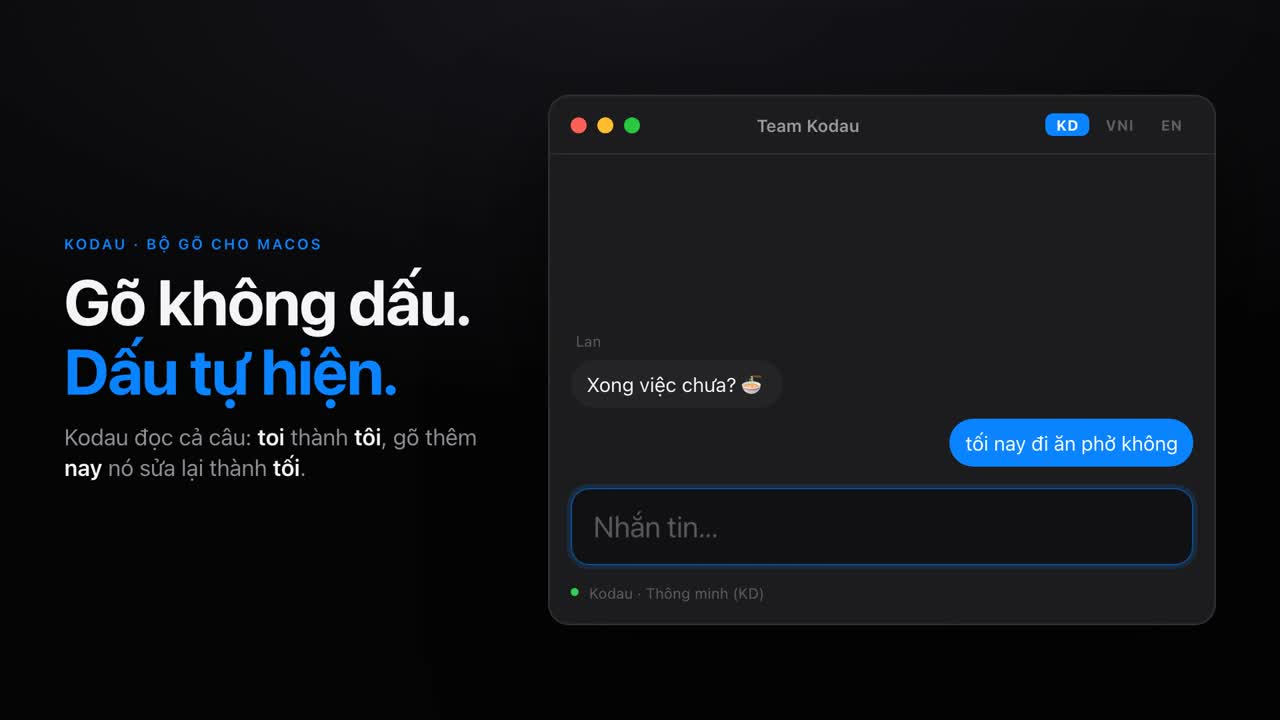 KODAU · BỘ GÕ CHO MACOS
Gõ không dấu.
Dấu tự hiện.
Kodau đọc cả câu: toi thành tôi, gõ thêm
nay nó sửa lại thành tối.
Team Kodau
KD VNI EN
Lan
Xong việc chưa? 🍜
tối nay đi ăn phở không
Nhắn tin...
Kodau · Thông minh (KD)